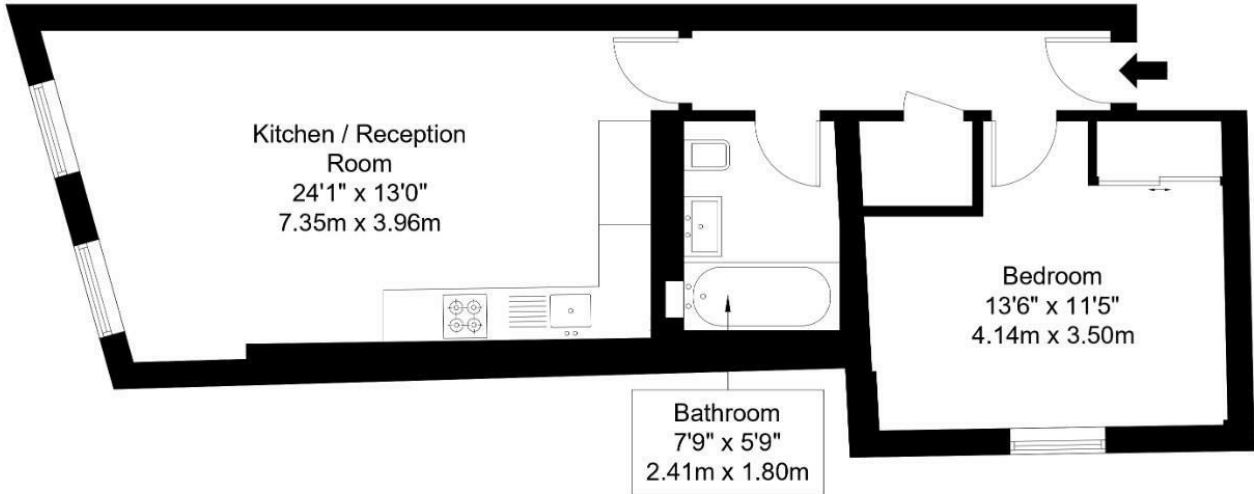 Kitchen / Reception
Room
24'1" x 13'0"
7.35m x 3.96m
Bedroom
13'6" x 11'5"
4.14m x 3.50m
Bathroom
7'9" x 5'9"
2.41m x 1.80m